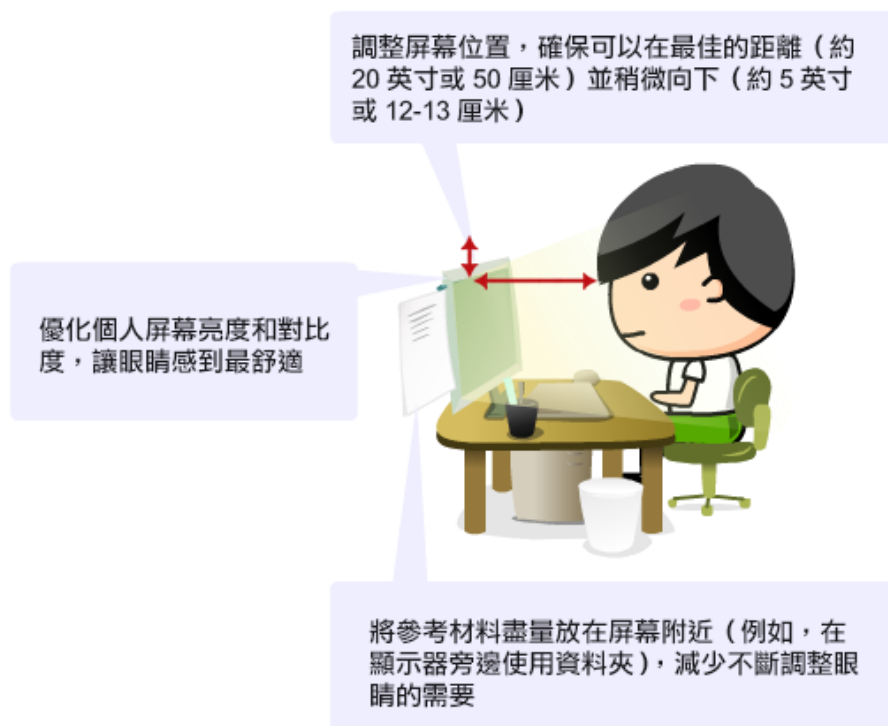 調整屏幕位置，確保可以在最佳的距離（約
20 英寸或 50 厘米）並稍微向下（約 5 英寸
或 12-13 厘米）
優化個人屏幕亮度和對比
度，讓眼睛感到最舒適
將參考材料盡量放在屏幕附近（例如，在
顯示器旁邊使用資料夾），減少不斷調整眼
睛的需要